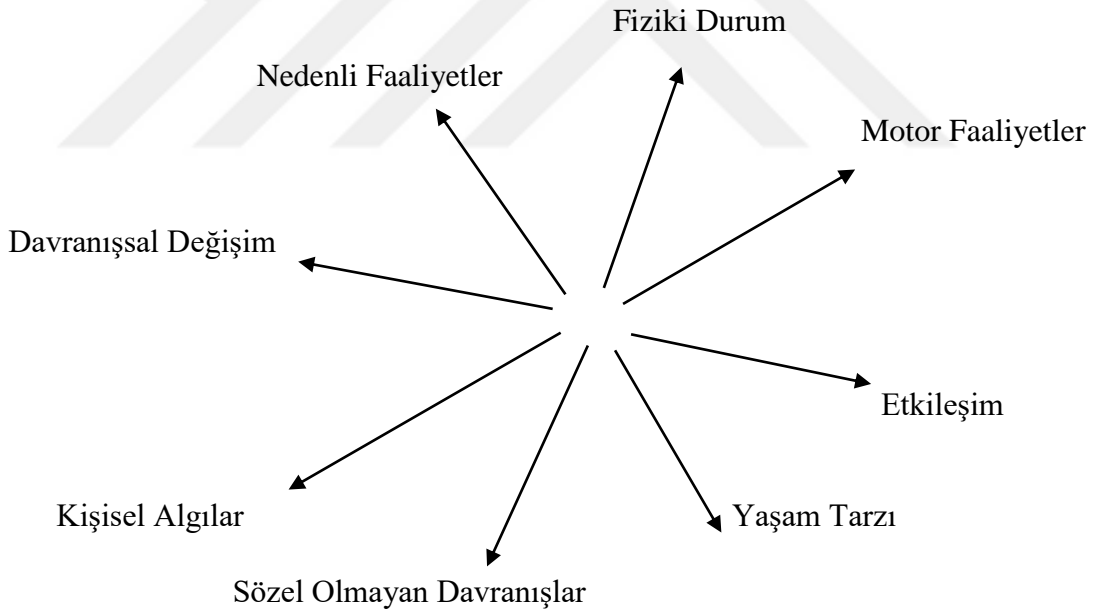 Fiziki Durum
Nedenli Faaliyetler
Motor Faaliyetler
Davranışsal Değişim
Etkileşim
Kişisel Algılar
Yaşam Tarzı
Sözel Olmayan Davranışlar